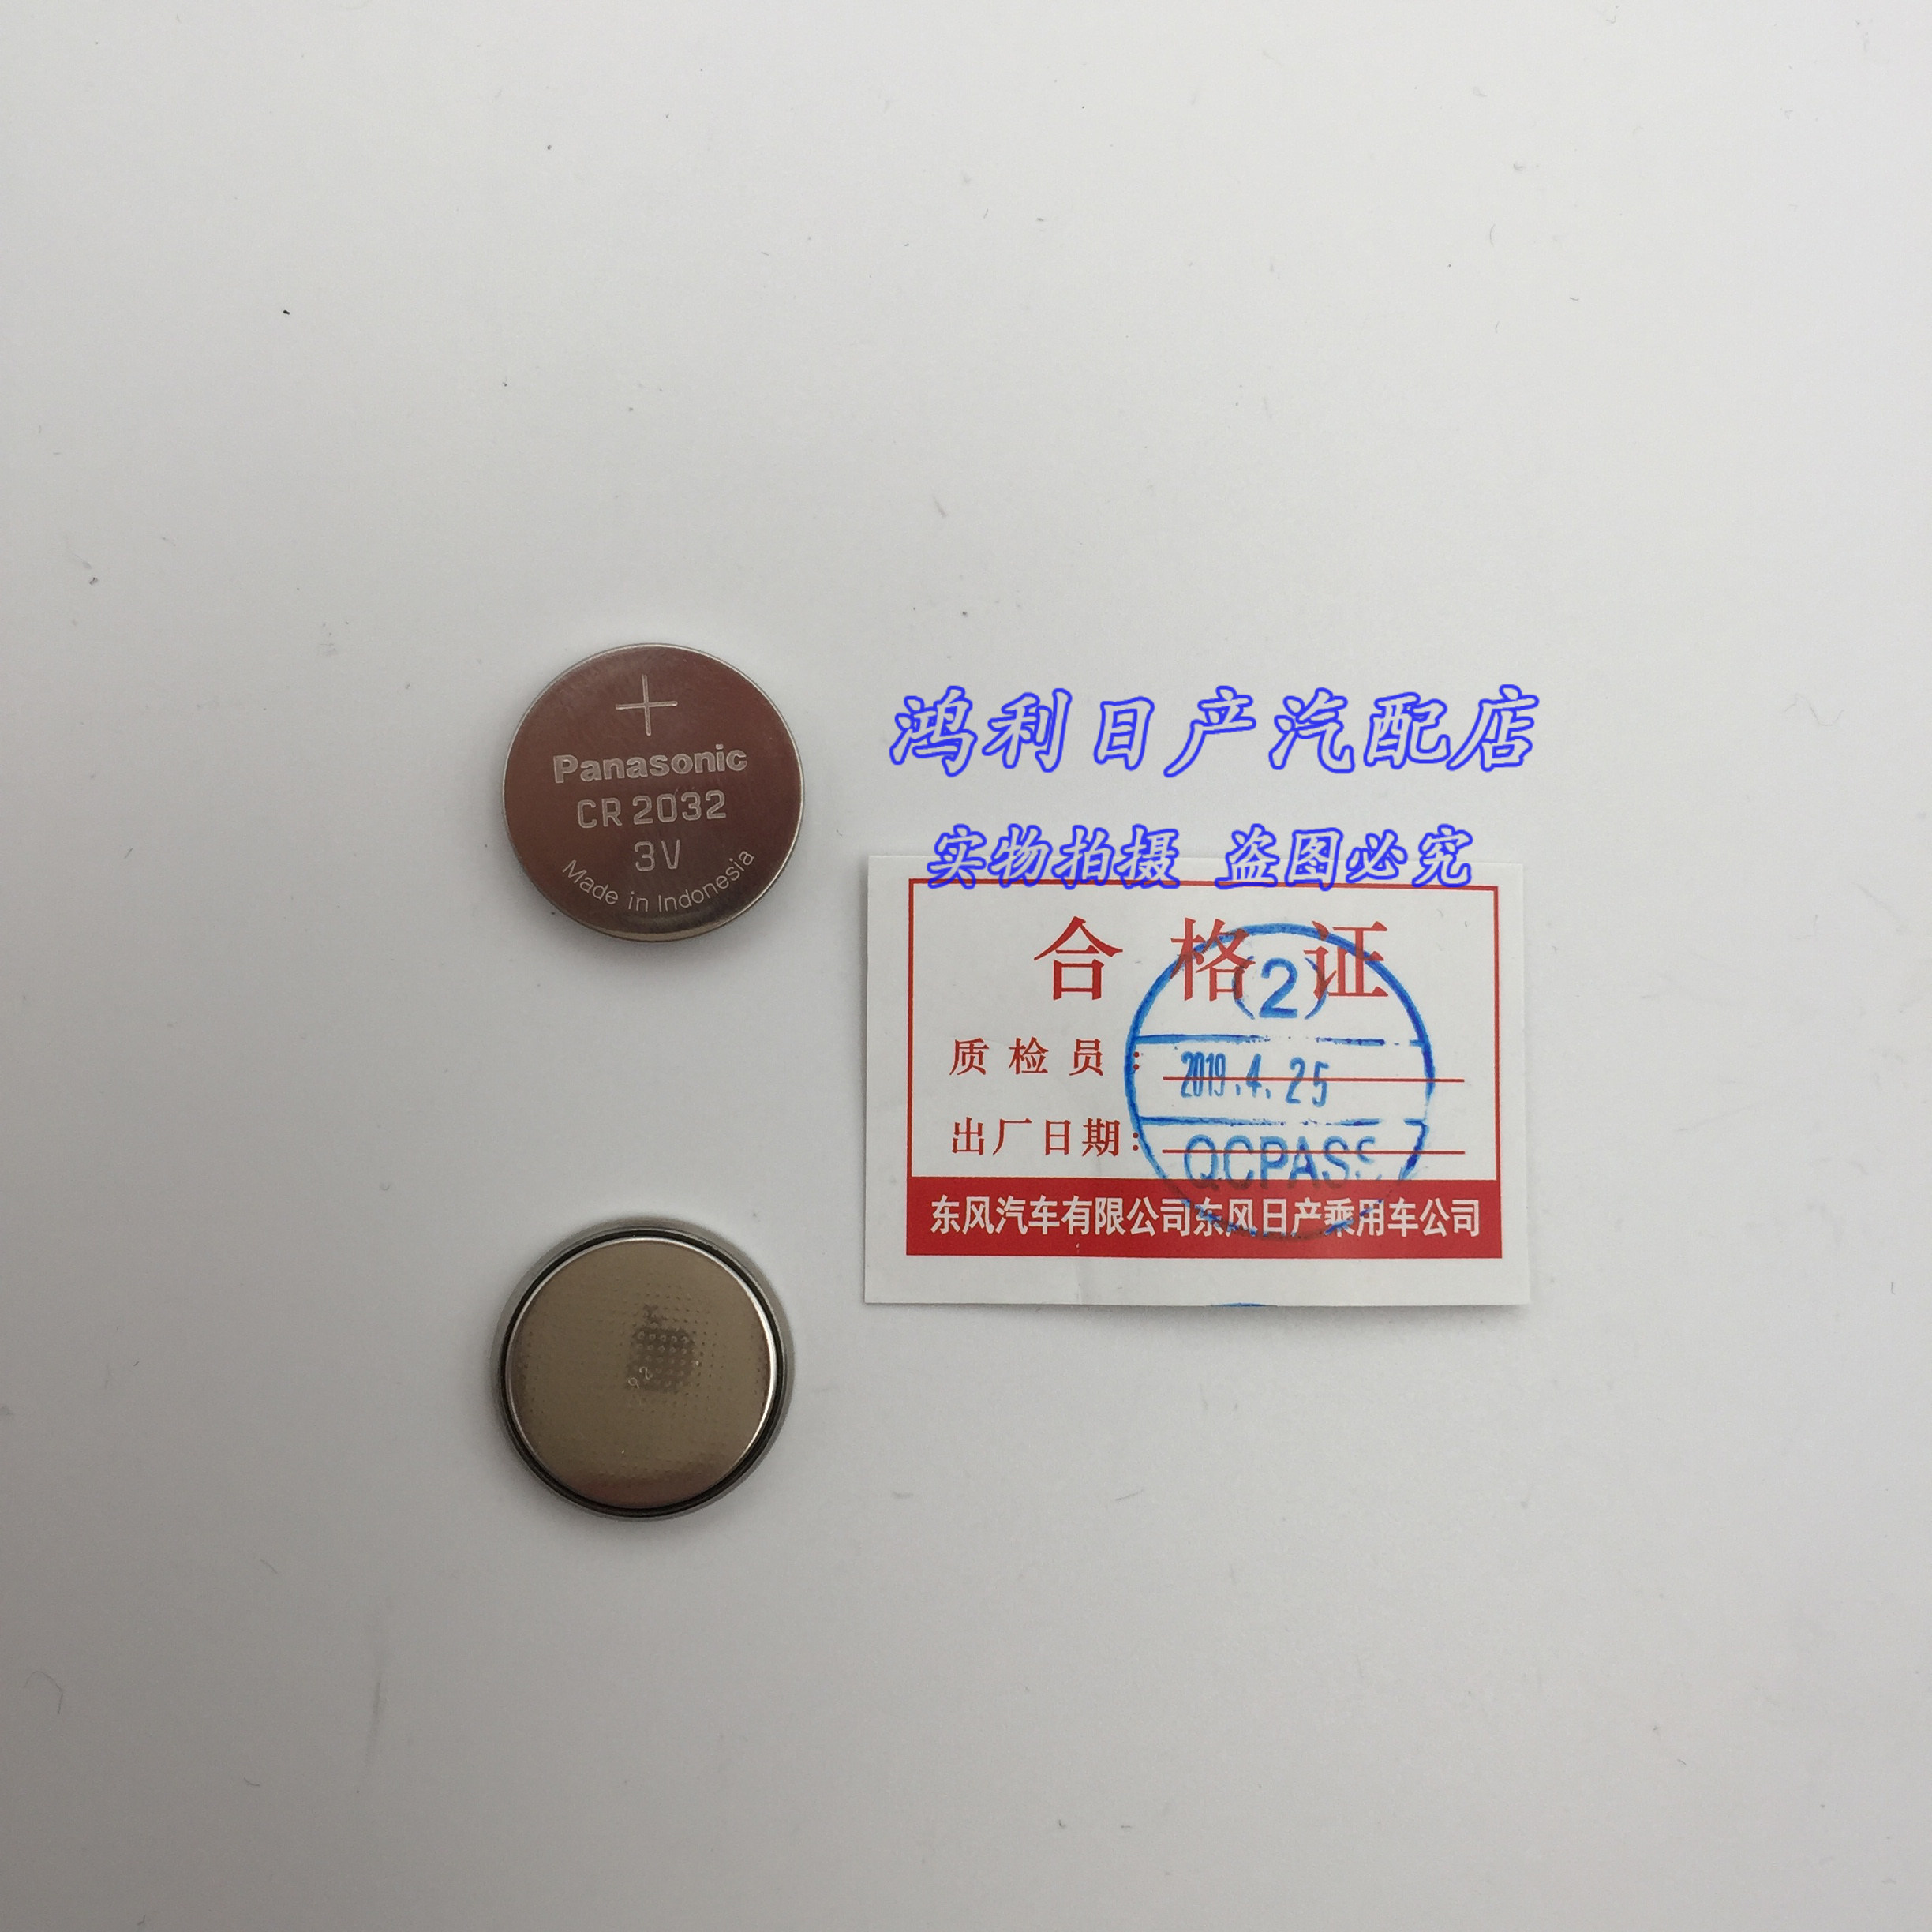 +
Panasonic
CR 2032
3V
Made in Indonesia
鸿利日产汽配店
实物拍摄 盗图必究
合格证
(2)
质检员:
2019.4.25
出厂日期:
QCPASS
东风汽车有限公司东风日产乘用车公司